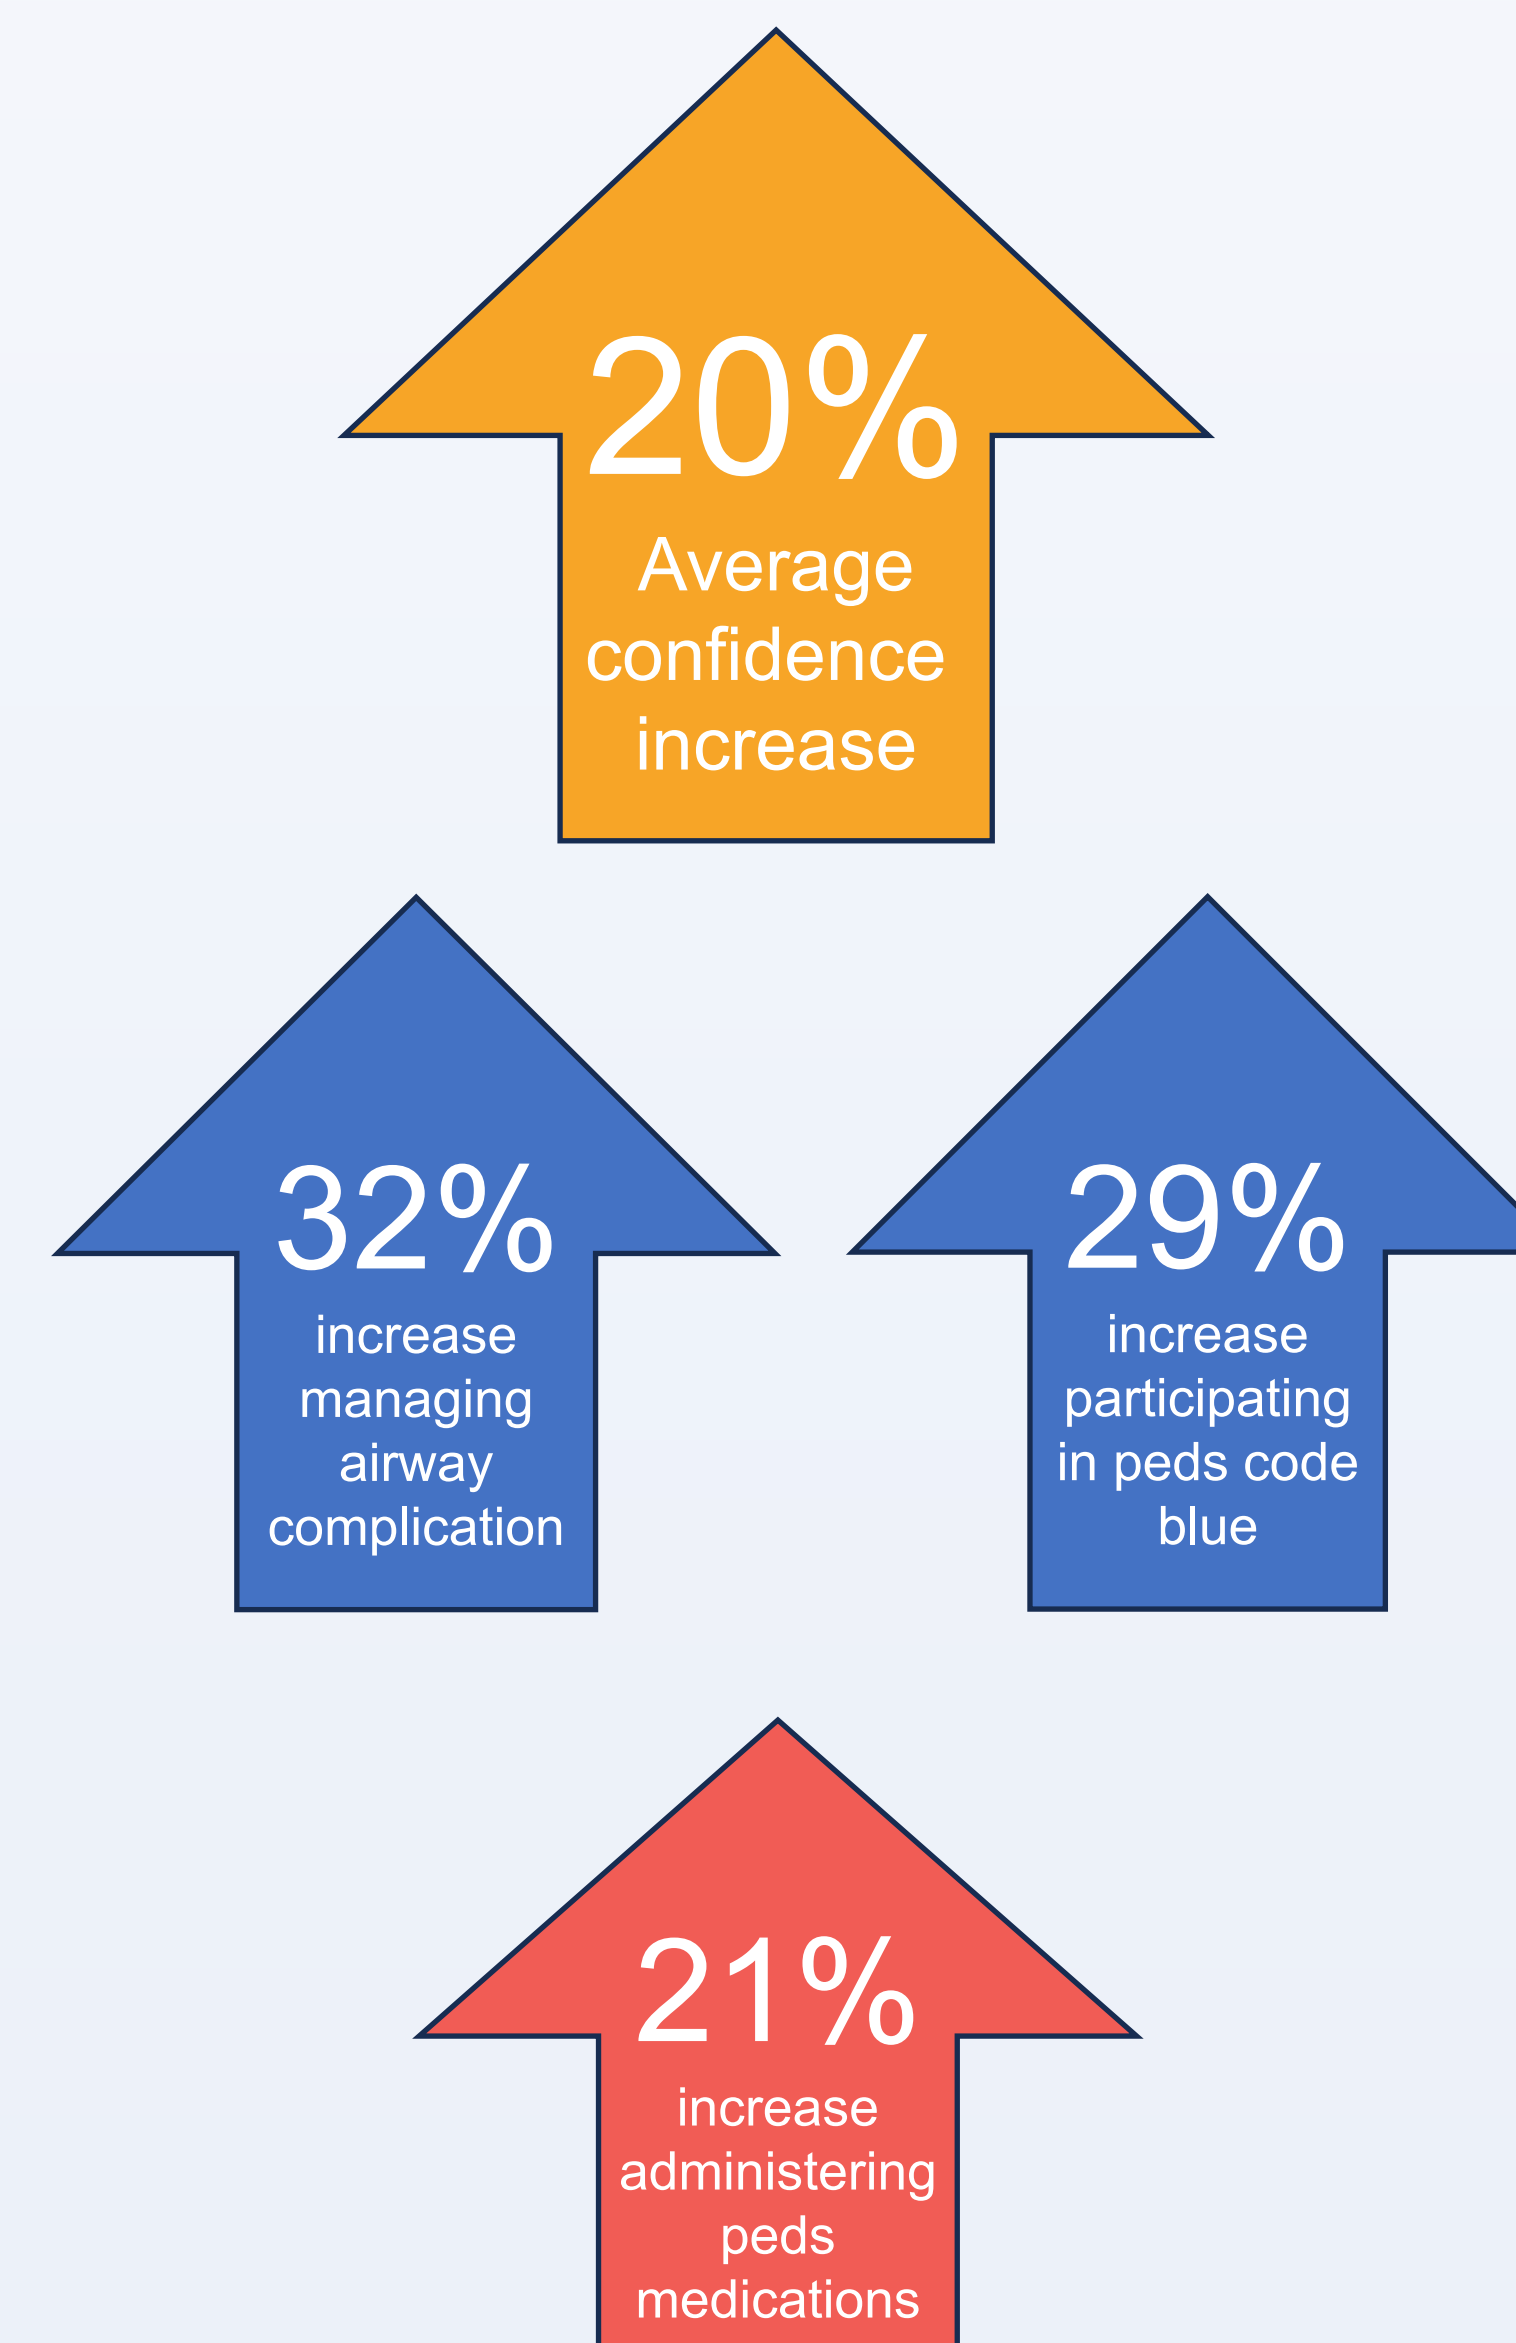 20%
Average
confidence
increase
32%
increase
managing
airway
complication
29%
increase
participating
in peds code
blue
21%
increase
administering
peds
medications